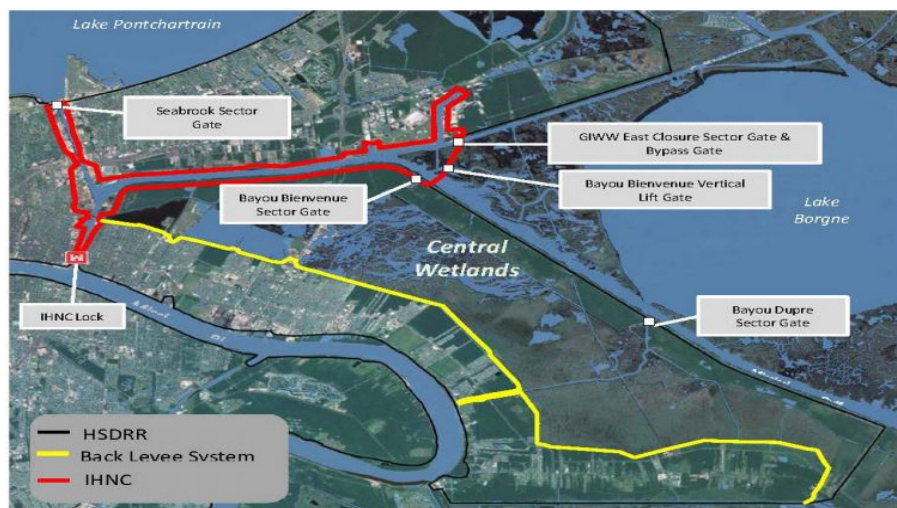 Lake Pontchartrain
Seabrook Sector
Gate
GIWW East Closure Sector Gate &
Bypass Gate
Bayou Bienvenue
Sector Gate
Bayou Bienvenue Vertical
Lift Gate
Lake
Borgne
Central
Wetlands
IHNC Lock
Bayou Dupre
Sector Gate
HSDRR
Back Levee System
IHNC